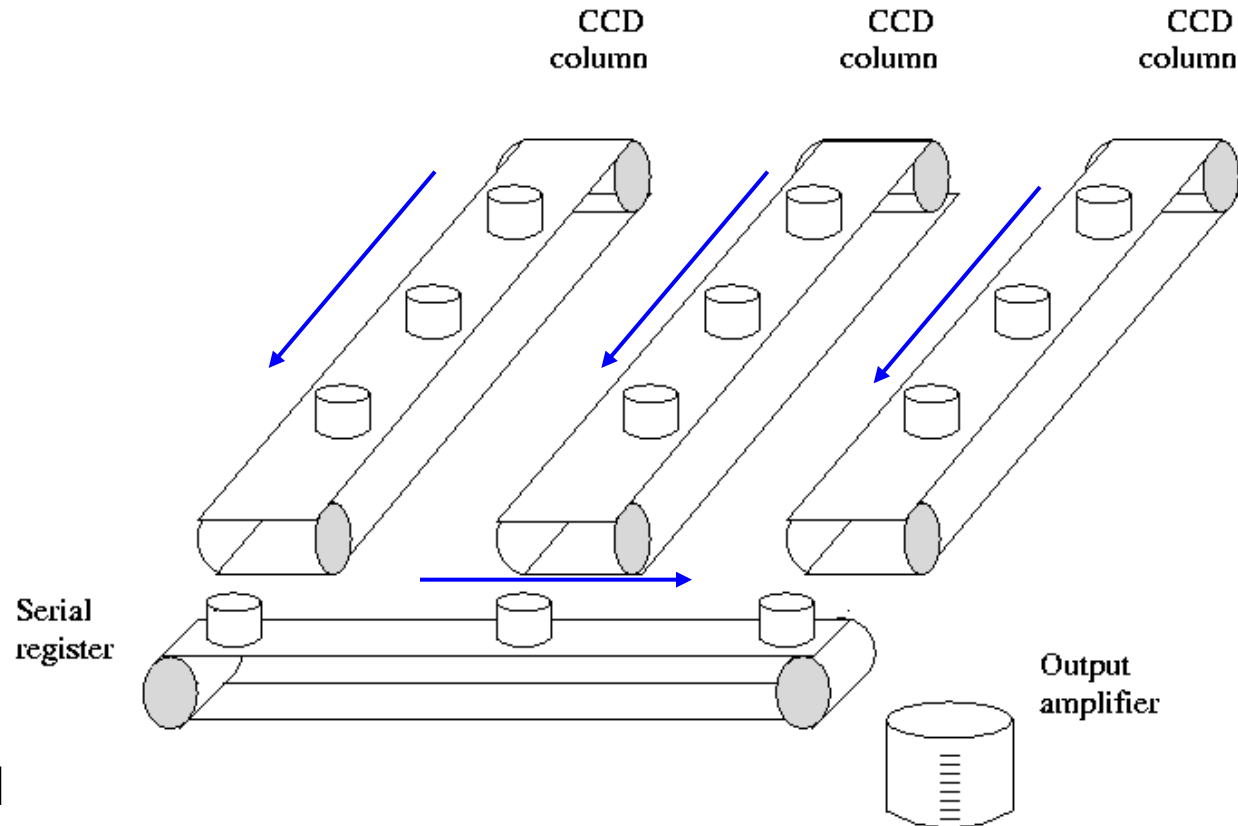 CCD
column
CCD
column
CCD
column
Serial
register
Output
amplifier